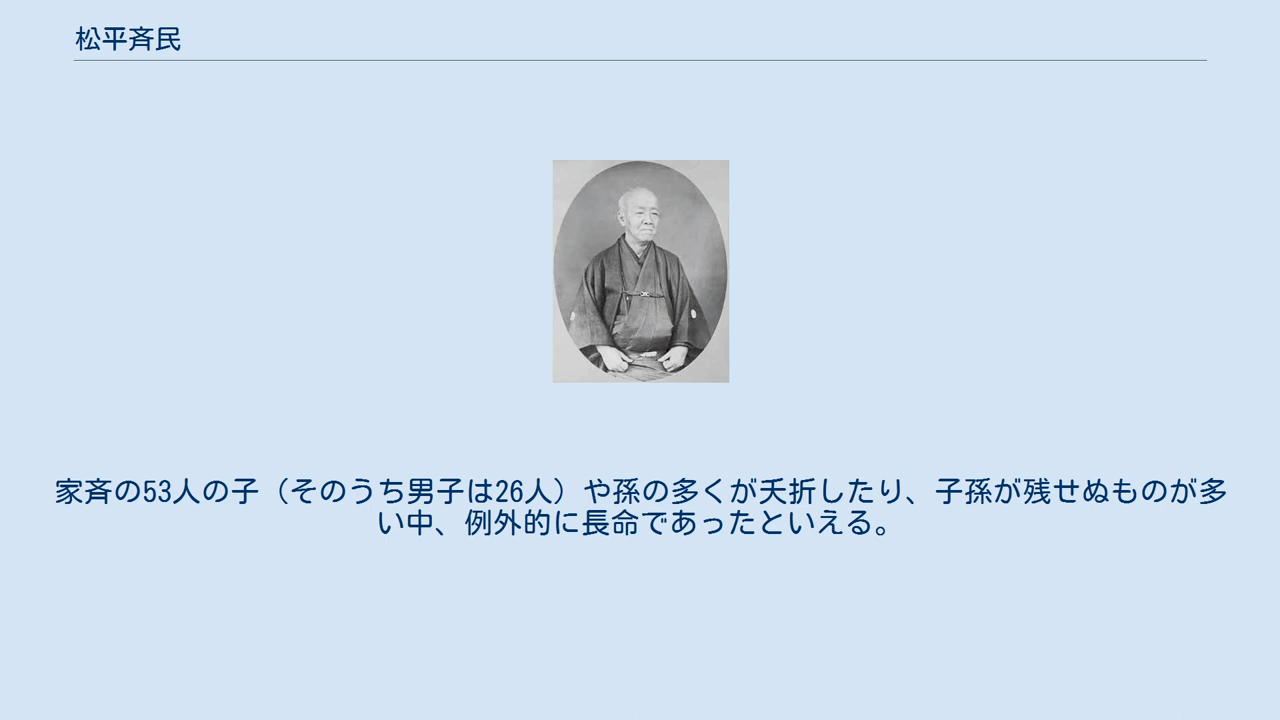 松平斉民
家斉の53人の子（そのうち男子は26人）や孫の多くが夭折したり、子孫が残せぬものが多
い中、例外的に長命であったといえる。